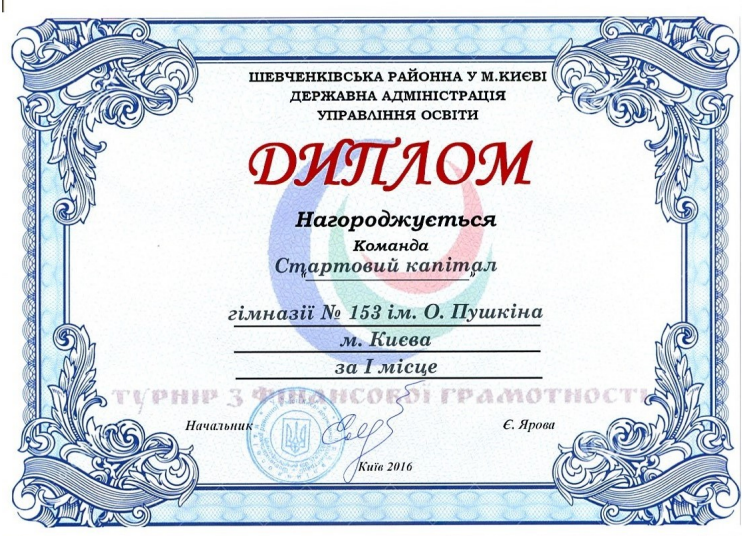 ШЕВЧЕНКІВСЬКА РАЙОННА У М.КИЄВІ
ДЕРЖАВНА АДМІНІСТРАЦІЯ
УПРАВЛІННЯ ОСВІТИ
ДИПЛОМ
Нагороджується
Команда
„Стартовий капітал”
гімназії № 153 ім. О. Пушкіна
м. Києва
за І місце
ТУРНІР З ФІНАНСОВОЇ ГРАМОТНОСТІ
Начальник Є. Ярова
Київ 2016